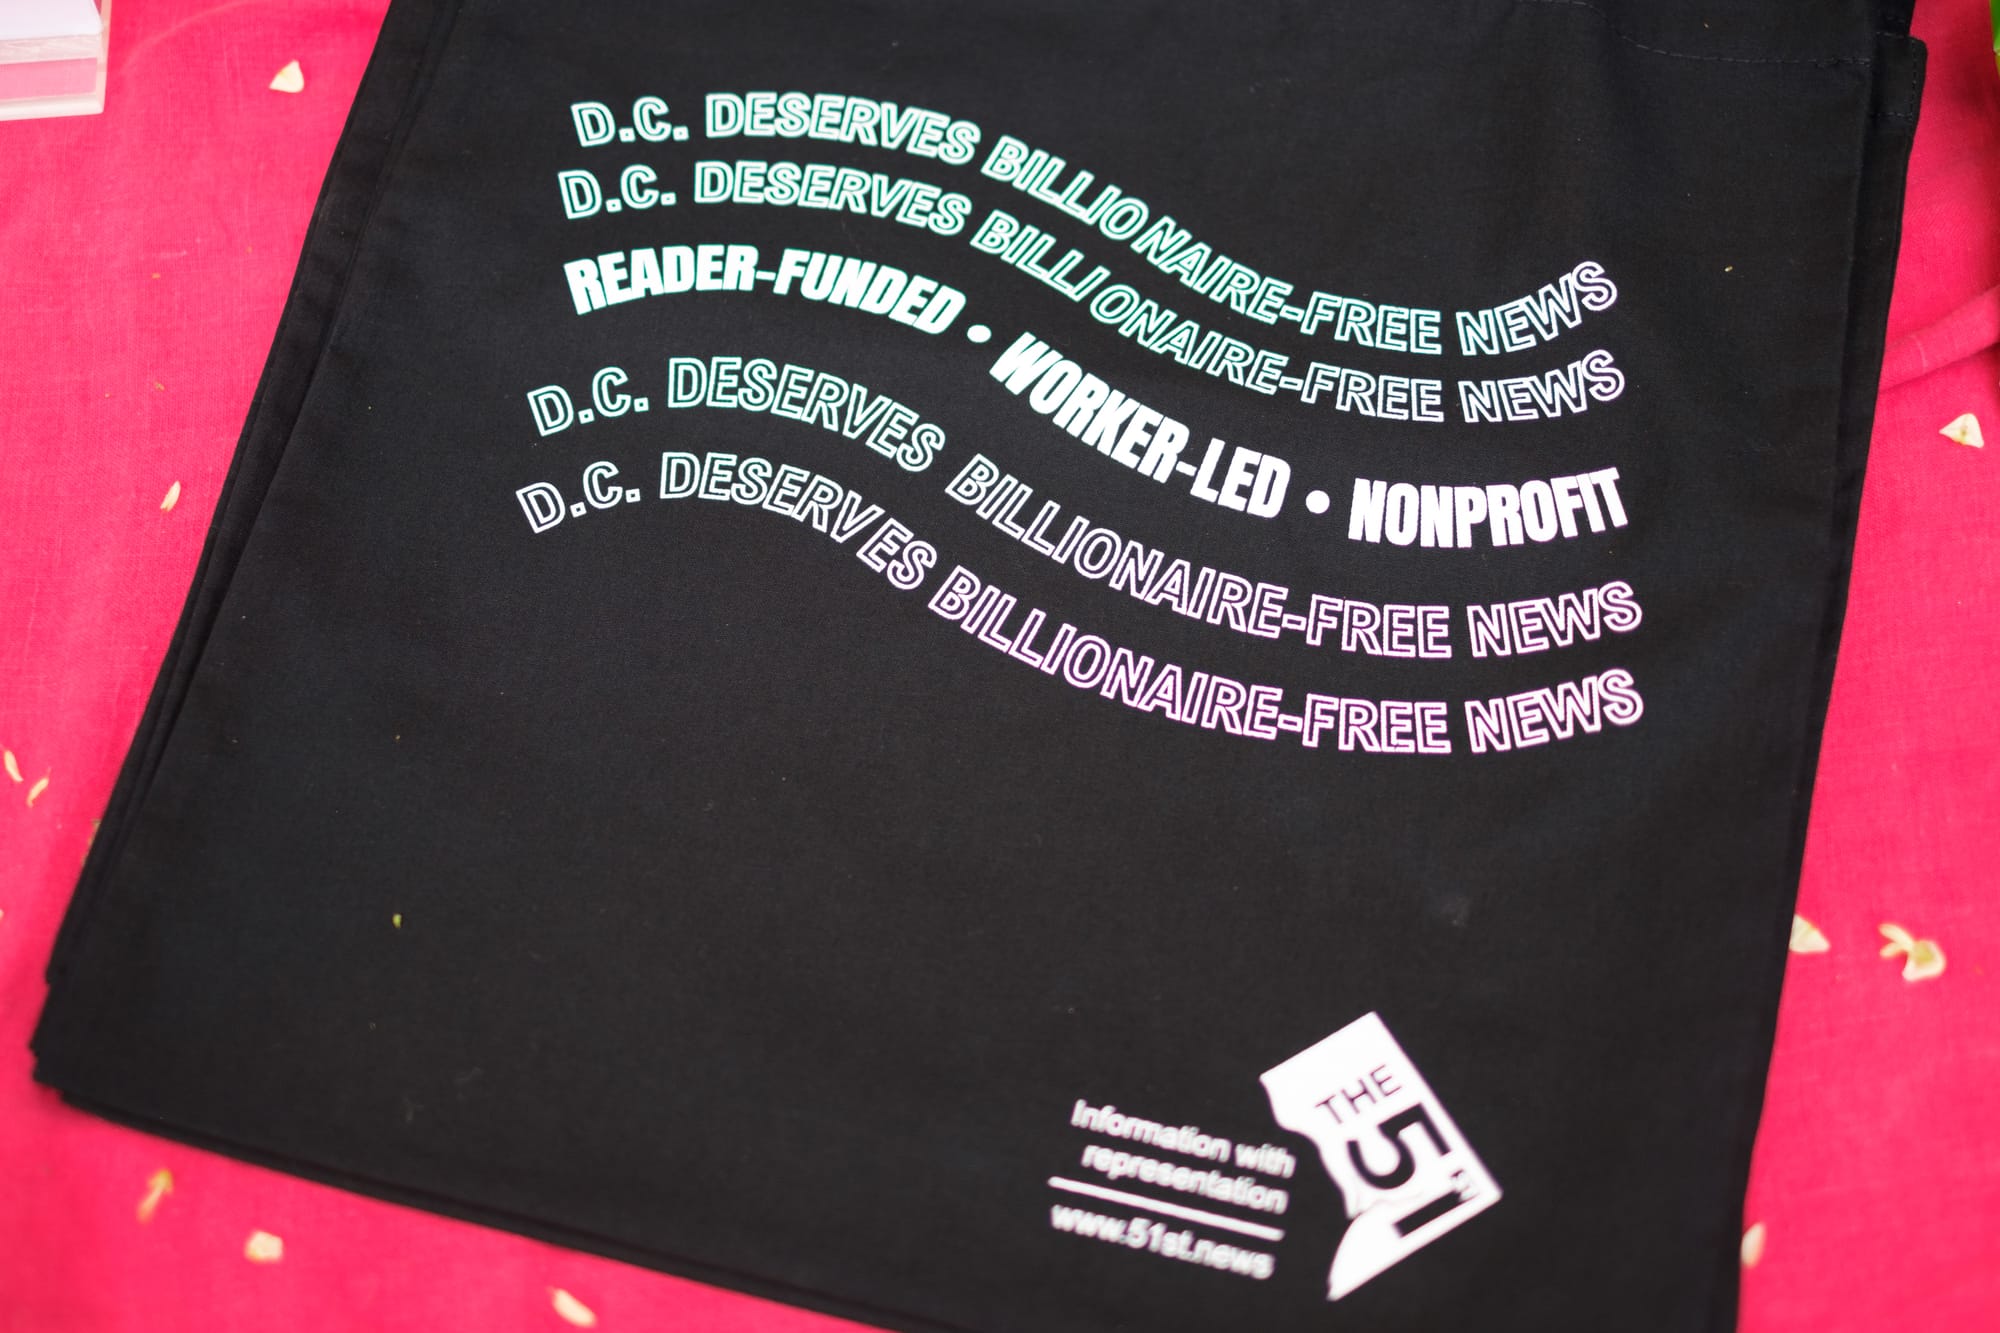 D.C. DESERVES BILLIONAIRE-FREE NEWS
D.C. DESERVES BILLIONAIRE-FREE NEWS
READER-FUNDED • WORKER-LED • NONPROFIT
D.C. DESERVES BILLIONAIRE-FREE NEWS
D.C. DESERVES BILLIONAIRE-FREE NEWS
Information with
representation
www.51st.news
THE
51st